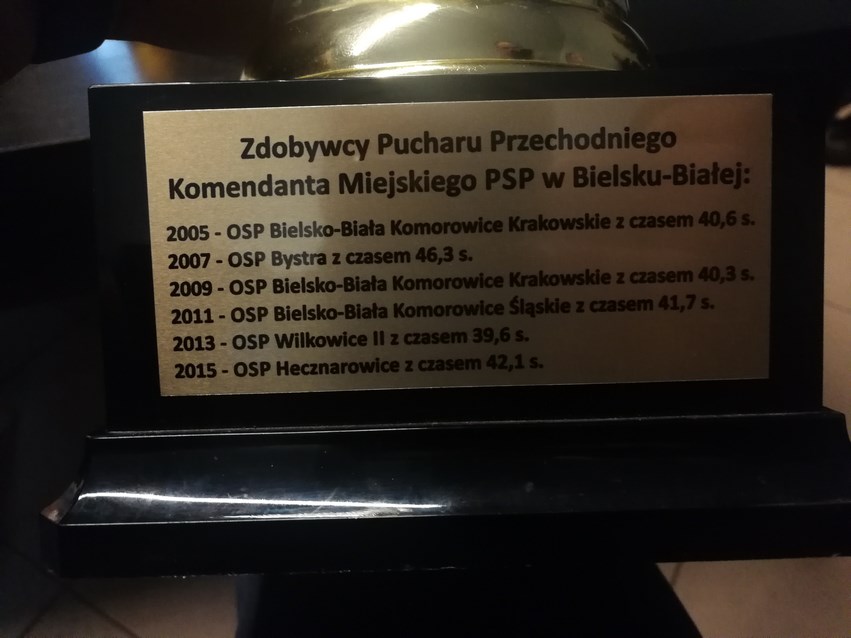 Zdobywcy Pucharu Przechodniego
Komendanta Miejskiego PSP w Bielsku-Białej:
2005 - OSP Bielsko-Biała Komorowice Krakowskie z czasem 40,6 s.
2007 - OSP Bystra z czasem 46,3 s.
2009 - OSP Bielsko-Biała Komorowice Krakowskie z czasem 40,3 s.
2011 - OSP Bielsko-Biała Komorowice Śląskie z czasem 41,7 s.
2013 - OSP Wilkowice II z czasem 39,6 s.
2015 - OSP Hecznarowice z czasem 42,1 s.